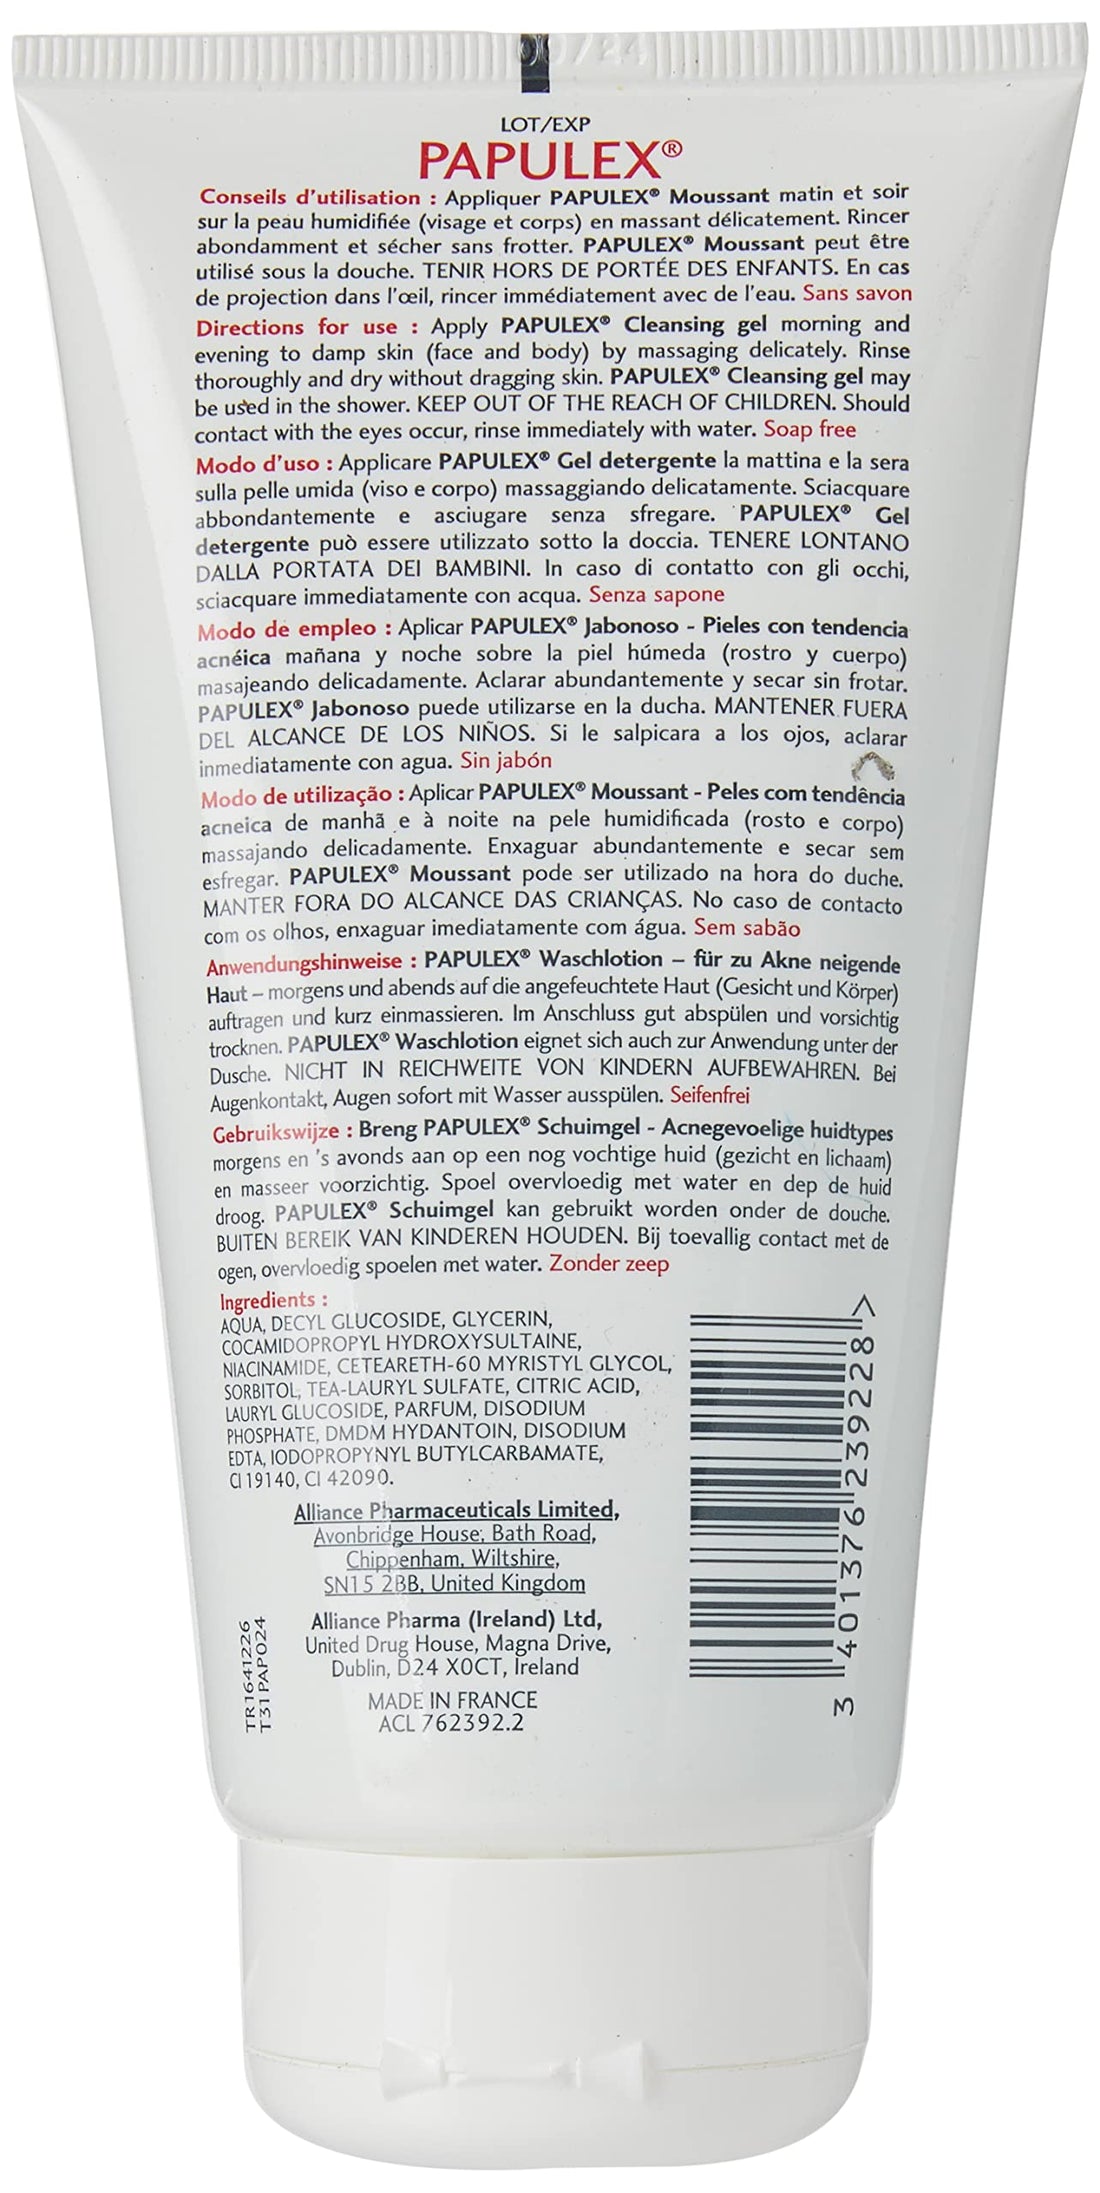 LOT/EXP
PAPULEX®
Conseils d'utilisation : Appliquer PAPULEX® Moussant matin et soir
sur la peau humidifiée (visage et corps) en massant délicatement. Rincer
abondamment et sécher sans frotter. PAPULEX® Moussant peut être
utilisé sous la douche. TENIR HORS DE PORTÉE DES ENFANTS. En cas
de projection dans l'œil, rincer immédiatement avec de l'eau. Sans savon
Directions for use : Apply PAPULEX® Cleansing gel morning and
evening to damp skin (face and body) by massaging delicately. Rinse
thoroughly and dry without dragging skin. PAPULEX® Cleansing gel may
be used in the shower. KEEP OUT OF THE REACH OF CHILDREN. Should
contact with the eyes occur, rinse immediately with water. Soap free
Modo d'uso : Applicare PAPULEX® Gel detergente la mattina e la sera
sulla pelle umida (viso e corpo) massaggiando delicatamente. Sciacquare
abbondantemente e asciugare senza sfregare. PAPULEX® Gel
detergente può essere utilizzato sotto la doccia. TENERE LONTANO
DALLA PORTATA DEI BAMBINI. In caso di contatto con gli occhi,
sciacquare immediatamente con acqua. Senza sapone
Modo de empleo : Aplicar PAPULEX® Jabonoso - Pieles con tendencia
acnéica mañana y noche sobre la piel húmeda (rostro y cuerpo)
masajeando delicadamente. Aclarar abundantemente y secar sin frotar.
PAPULEX® Jabonoso puede utilizarse en la ducha. MANTENER FUERA
DEL ALCANCE DE LOS NIÑOS. Si le salpicara a los ojos, aclarar
inmediatamente con agua. Sin jabón
Modo de utilização : Aplicar PAPULEX® Moussant - Peles com tendência
acneica de manhã e à noite na pele humidificada (rosto e corpo)
massajando delicadamente. Enxaguar abundantemente e secar sem
esfregar. PAPULEX® Moussant pode ser utilizado na hora do duche.
MANTER FORA DO ALCANCE DAS CRIANÇAS. No caso de contacto
com os olhos, enxaguar imediatamente com água. Sem sabão
Anwendungshinweise : PAPULEX® Waschlotion – für zu Akne neigende
Haut – morgens und abends auf die angefeuchtete Haut (Gesicht und Körper)
auftragen und kurz einmassieren. Im Anschluss gut abspülen und vorsichtig
trocknen. PAPULEX® Waschlotion eignet sich auch zur Anwendung unter der
Dusche. NICHT IN REICHWEITE VON KINDERN AUFBEWAHREN. Bei
Augenkontakt, Augen sofort mit Wasser ausspülen. Seifenfrei
Gebruikswijze : Breng PAPULEX® Schuimgel - Acnegevoelige huidtypes
morgens en 's avonds aan op een nog vochtige huid (gezicht en lichaam)
en masseer voorzichtig. Spoel overvloedig met water en dep de huid
droog. PAPULEX® Schuimgel kan gebruikt worden onder de douche.
BUITEN BEREIK VAN KINDEREN HOUDEN. Bij toevallig contact met de
ogen, overvloedig spoelen met water. Zonder zeep
Ingredients :
AQUA, DECYL GLUCOSIDE, GLYCERIN,
COCAMIDOPROPYL HYDROXYSULTAINE,
NIACINAMIDE, CETEARETH-60 MYRISTYL GLYCOL,
SORBITOL, TEA-LAURYL SULFATE, CITRIC ACID,
LAURYL GLUCOSIDE, PARFUM, DISODIUM
PHOSPHATE, DMDM HYDANTOIN, DISODIUM
EDTA, IODOPROPYNYL BUTYLCARBAMATE,
CI 19140, CI 42090.
Alliance Pharmaceuticals Limited,
Avonbridge House, Bath Road,
Chippenham, Wiltshire,
SN15 2BB, United Kingdom
Alliance Pharma (Ireland) Ltd,
United Drug House, Magna Drive,
Dublin, D24 X0CT, Ireland
MADE IN FRANCE
ACL 762392.2
TR1641226
T31PAP024
3 401376 239228 >